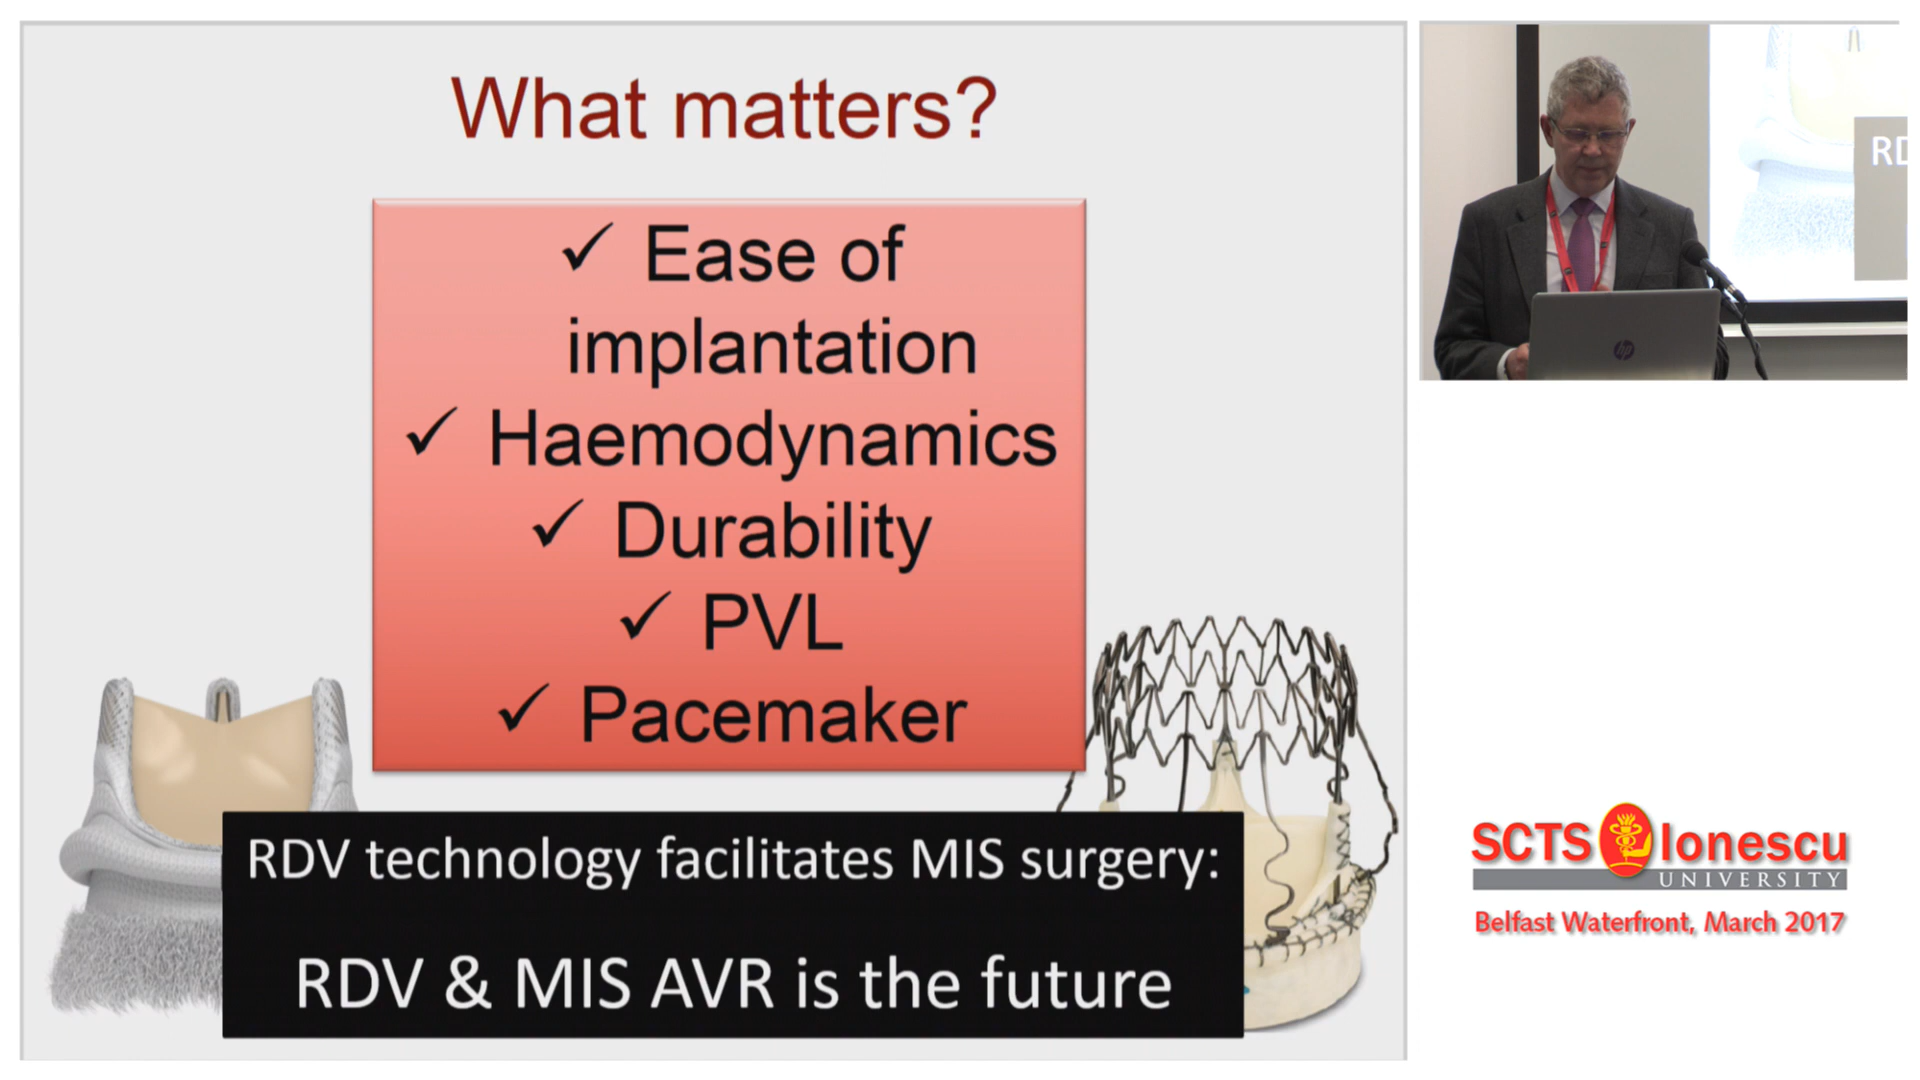 What matters?
✓ Ease of
implantation
✓ Haemodynamics
✓ Durability
✓ PVL
✓ Pacemaker
RDV technology facilitates MIS surgery:
RDV & MIS AVR is the future
RD
hp
SCTS Ionescu
UNIVERSITY
Belfast Waterfront, March 2017